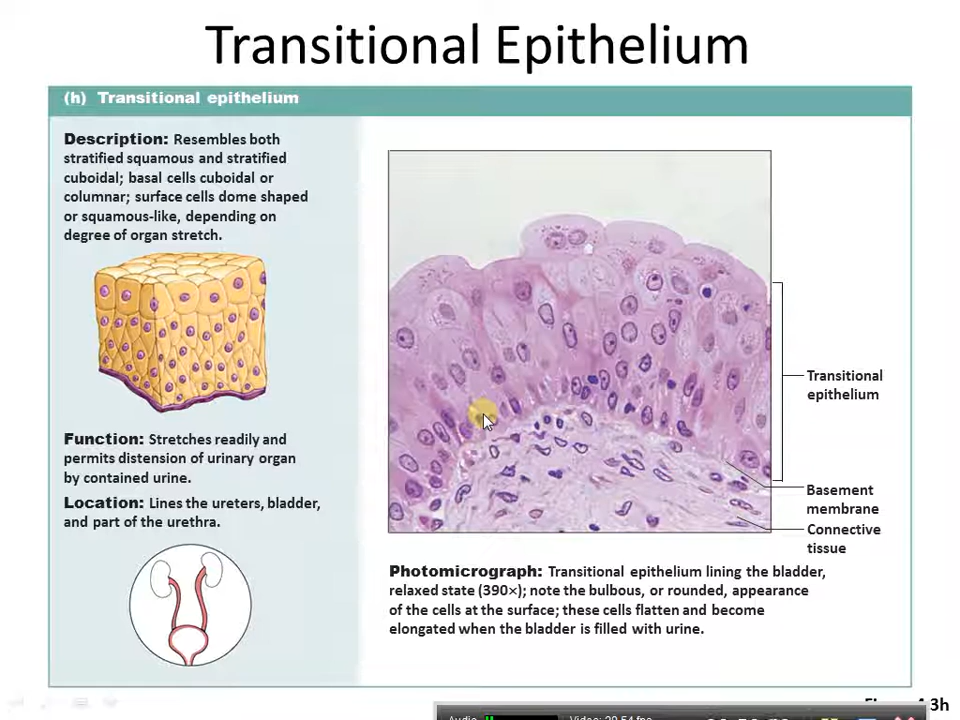 Transitional Epithelium
(h) Transitional epithelium
Description: Resembles both
stratified squamous and stratified
cuboidal; basal cells cuboidal or
columnar; surface cells dome shaped
or squamous-like, depending on
degree of organ stretch.
Function: Stretches readily and
permits distension of urinary organ
by contained urine.
Location: Lines the ureters, bladder,
and part of the urethra.
Transitional
epithelium
Basement
membrane
Connective
tissue
Photomicrograph: Transitional epithelium lining the bladder,
relaxed state (390×); note the bulbous, or rounded, appearance
of the cells at the surface; these cells flatten and become
elongated when the bladder is filled with urine.
3h
Audio